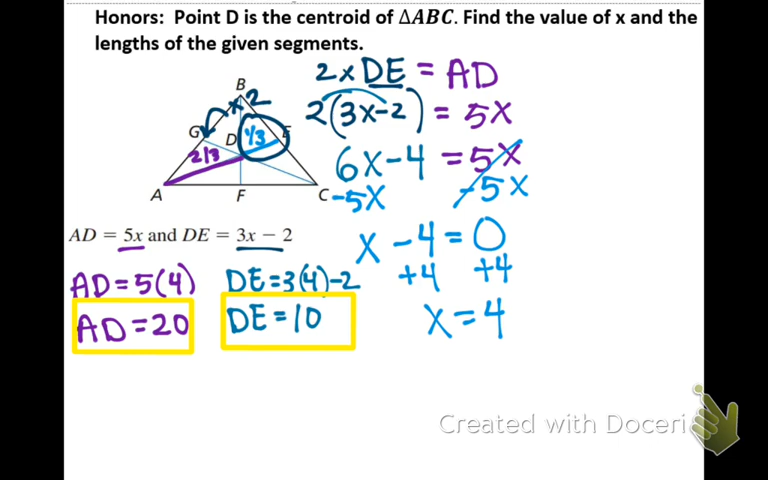 Honors: Point D is the centroid of ΔABC. Find the value of x and the
lengths of the given segments.
2 x DE = AD
B
x2
2(3x-2) = 5x
G
D
1/3
E
2/3
6x-4 = 5x
A
F
C
-5x
-5x
AD = 5x and DE = 3x − 2
x -4 = 0
+4 +4
AD=5(4)
DE=3(4)-2
AD=20
DE=10
x=4
Created with Doceri